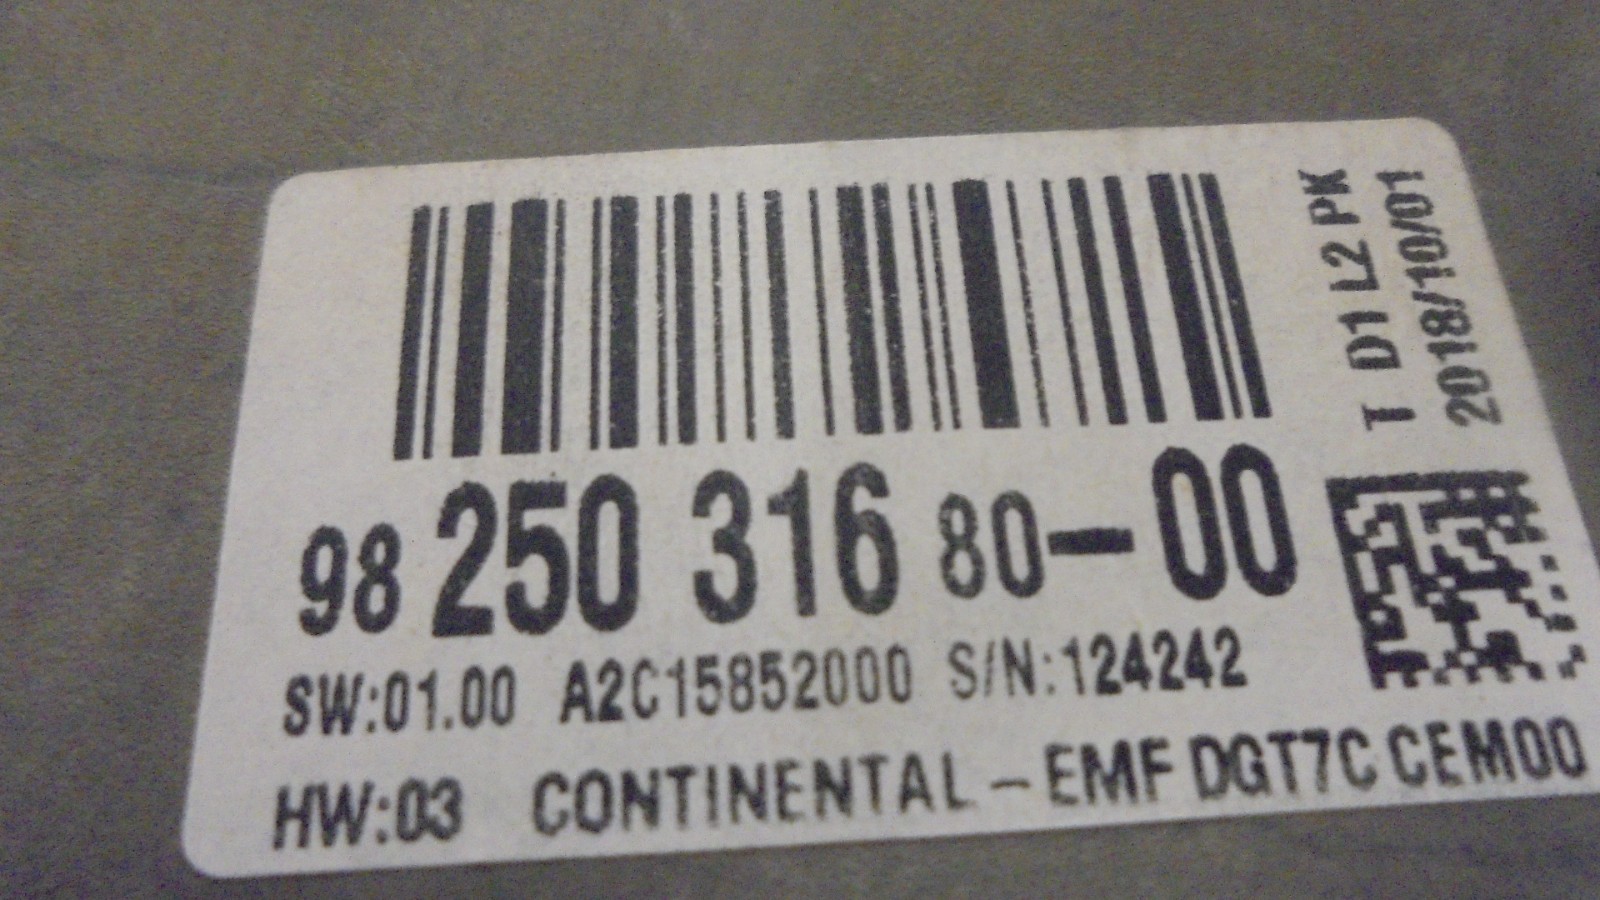 98 250 316 80-00
SW:01.00 A2C15852000 S/N:124242
HW:03 CONTINENTAL - EMF DGT7C CEM00
T D1 L2 PK
2018/10/01